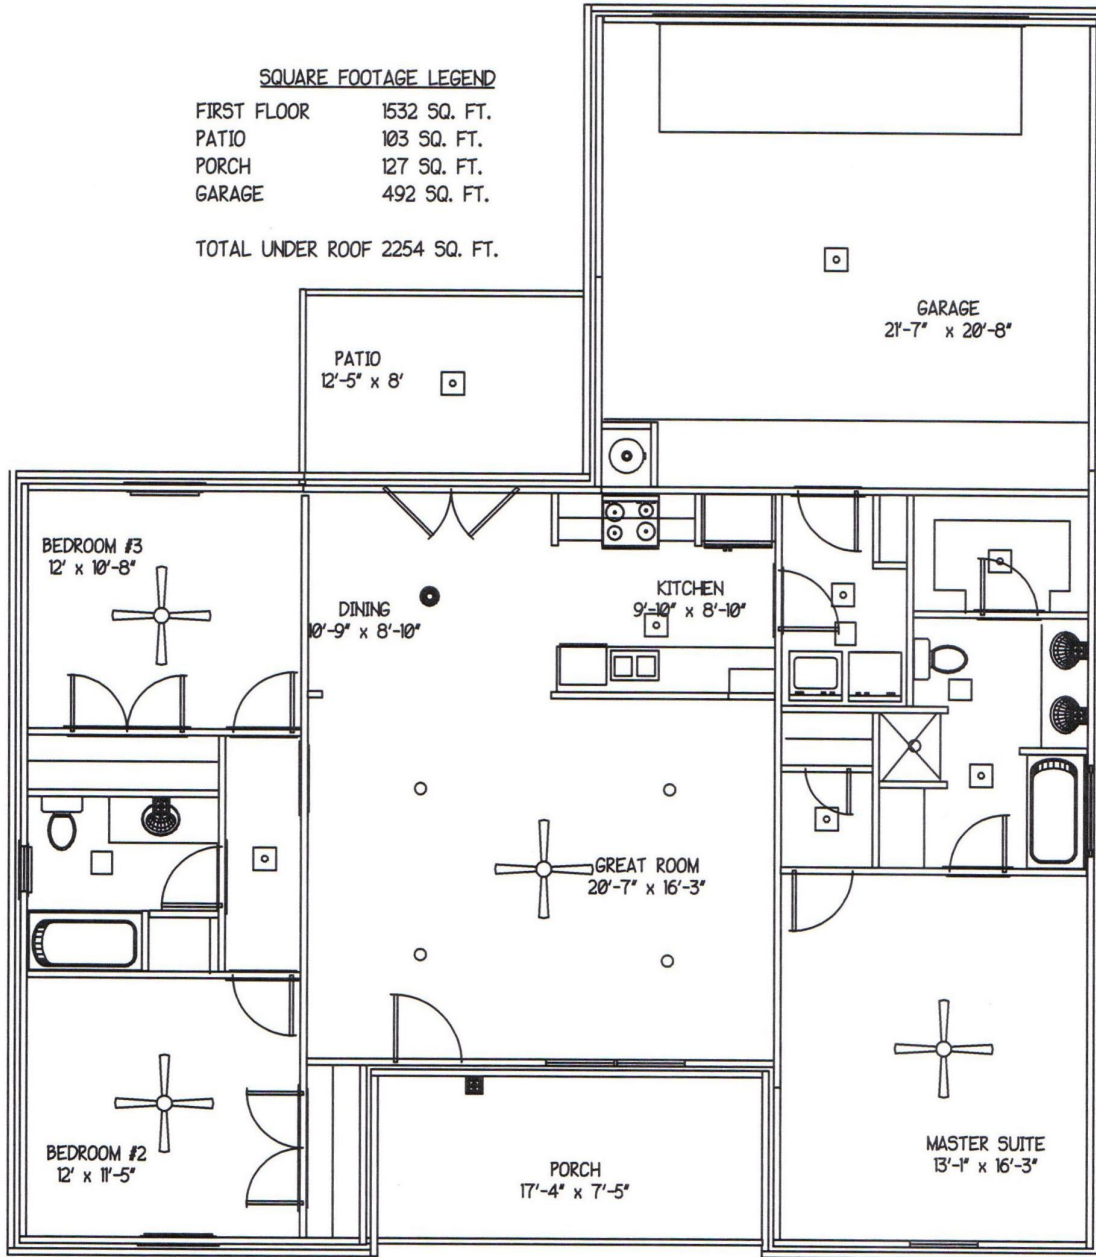 SQUARE FOOTAGE LEGEND
FIRST FLOOR 1532 SQ. FT.
PATIO 103 SQ. FT.
PORCH 127 SQ. FT.
GARAGE 492 SQ. FT.
TOTAL UNDER ROOF 2254 SQ. FT.
GARAGE
21'-7" x 20'-8"
PATIO
12'-5" x 8'
BEDROOM #3
12' x 10'-8"
DINING
10'-9" x 8'-10"
KITCHEN
9'-10" x 8'-10"
GREAT ROOM
20'-7" x 16'-3"
BEDROOM #2
12' x 11'-5"
PORCH
17'-4" x 7'-5"
MASTER SUITE
13'-1" x 16'-3"